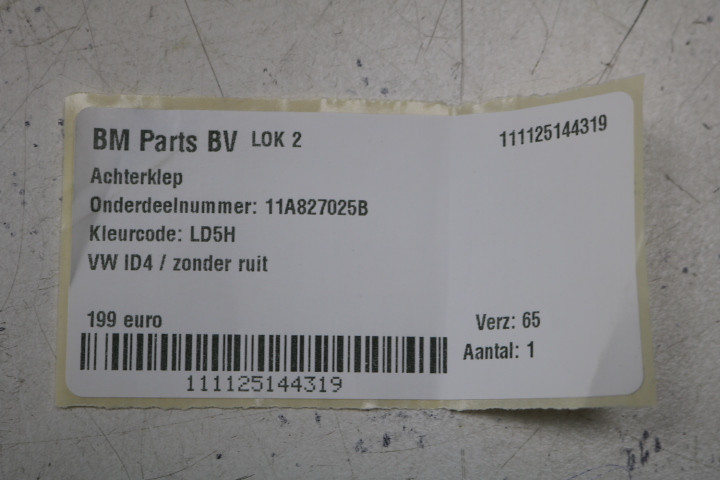 BM Parts BV LOK 2 111125144319
Achterklep
Onderdeelnummer: 11A827025B
Kleurcode: LD5H
VW ID4 / zonder ruit
199 euro Verz: 65
Aantal: 1
111125144319